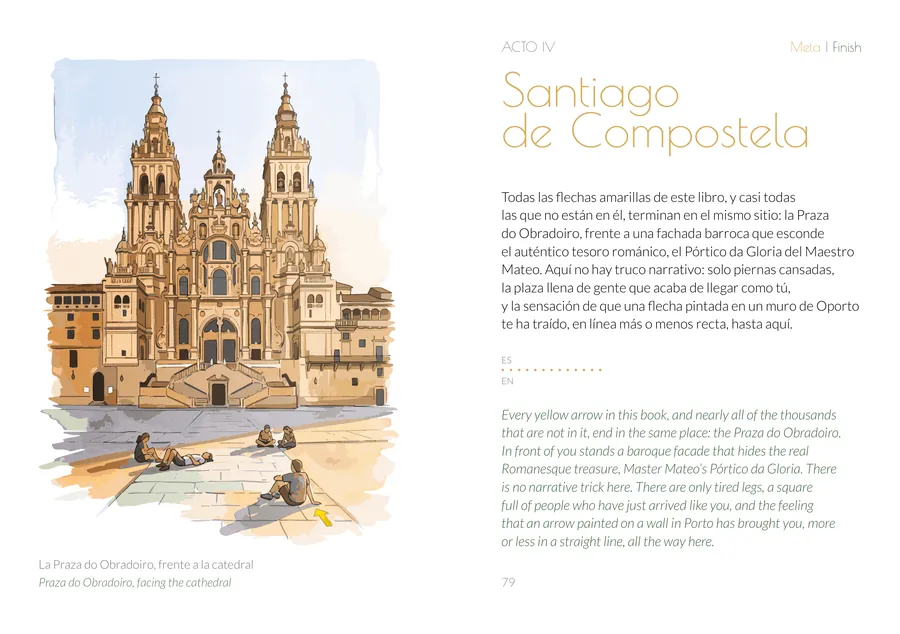 La Praza do Obradoiro, frente a la catedral
Praza do Obradoiro, facing the cathedral
ACTO IV
Meta | Finish
Santiago
de Compostela
Todas las flechas amarillas de este libro, y casi todas
las que no están en él, terminan en el mismo sitio: la Praza
do Obradoiro, frente a una fachada barroca que esconde
el auténtico tesoro románico, el Pórtico da Gloria del Maestro
Mateo. Aquí no hay truco narrativo: solo piernas cansadas,
la plaza llena de gente que acaba de llegar como tú,
y la sensación de que una flecha pintada en un muro de Oporto
te ha traído, en línea más o menos recta, hasta aquí.
ES
EN
Every yellow arrow in this book, and nearly all of the thousands
that are not in it, end in the same place: the Praza do Obradoiro.
In front of you stands a baroque facade that hides the real
Romanesque treasure, Master Mateo's Pórtico da Gloria. There
is no narrative trick here. There are only tired legs, a square
full of people who have just arrived like you, and the feeling
that an arrow painted on a wall in Porto has brought you, more
or less in a straight line, all the way here.
79